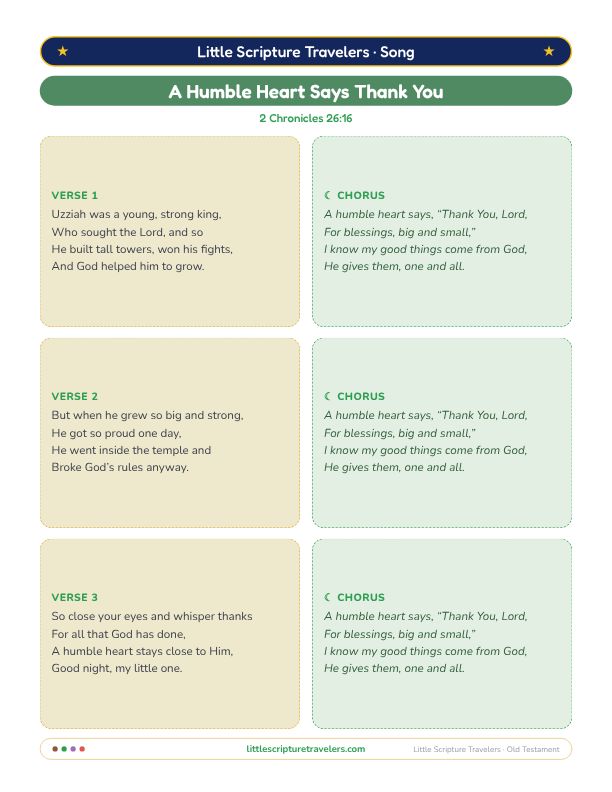 Little Scripture Travelers · Song
A Humble Heart Says Thank You
2 Chronicles 26:16
VERSE 1
Uzziah was a young, strong king,
Who sought the Lord, and so
He built tall towers, won his fights,
And God helped him to grow.
CHORUS
A humble heart says, “Thank You, Lord,
For blessings, big and small,”
I know my good things come from God,
He gives them, one and all.
VERSE 2
But when he grew so big and strong,
He got so proud one day,
He went inside the temple and
Broke God’s rules anyway.
CHORUS
A humble heart says, “Thank You, Lord,
For blessings, big and small,”
I know my good things come from God,
He gives them, one and all.
VERSE 3
So close your eyes and whisper thanks
For all that God has done,
A humble heart stays close to Him,
Good night, my little one.
CHORUS
A humble heart says, “Thank You, Lord,
For blessings, big and small,”
I know my good things come from God,
He gives them, one and all.
littlescripturetravelers.com
Little Scripture Travelers · Old Testament